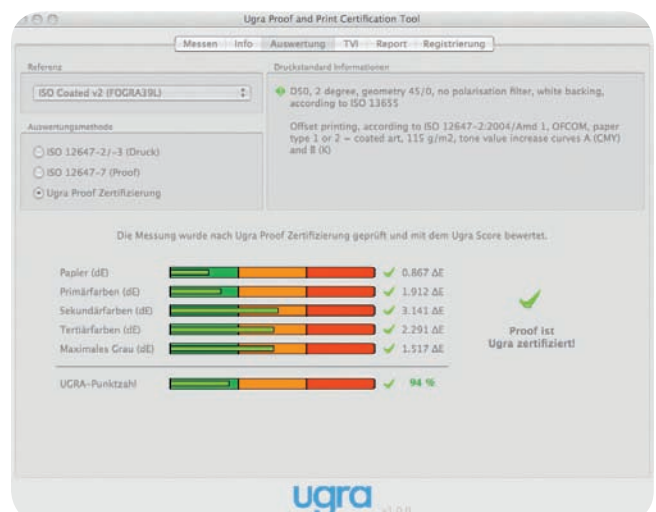 Ugra Proof and Print Certification Tool
Messen Info Auswertung TVI Report Registrierung
Referenz
ISO Coated v2 (FOGRA39L)
Auswertungsmethode
ISO 12647-2/-3 (Druck)
ISO 12647-7 (Proof)
Ugra Proof Zertifizierung
Druckstandard Informationen
D50, 2 degree, geometry 45/0, no polarisation filter, white backing,
according to ISO 13655
Offset printing, according to ISO 12647-2:2004/Amd 1, OFCOM, paper
type 1 or 2 = coated art, 115 g/m2, tone value increase curves A (CMY)
and B (K)
Die Messung wurde nach Ugra Proof Zertifizierung geprüft und mit dem Ugra Score bewertet.
Papier (dE) 0.867 ΔE
Primärfarben (dE) 1.912 ΔE
Sekundärfarben (dE) 3.141 ΔE
Tertiärfarben (dE) 2.291 ΔE
Maximales Grau (dE) 1.517 ΔE
UGRA-Punktzahl 94 %
Proof ist
Ugra zertifiziert!
ugra v1.0.0